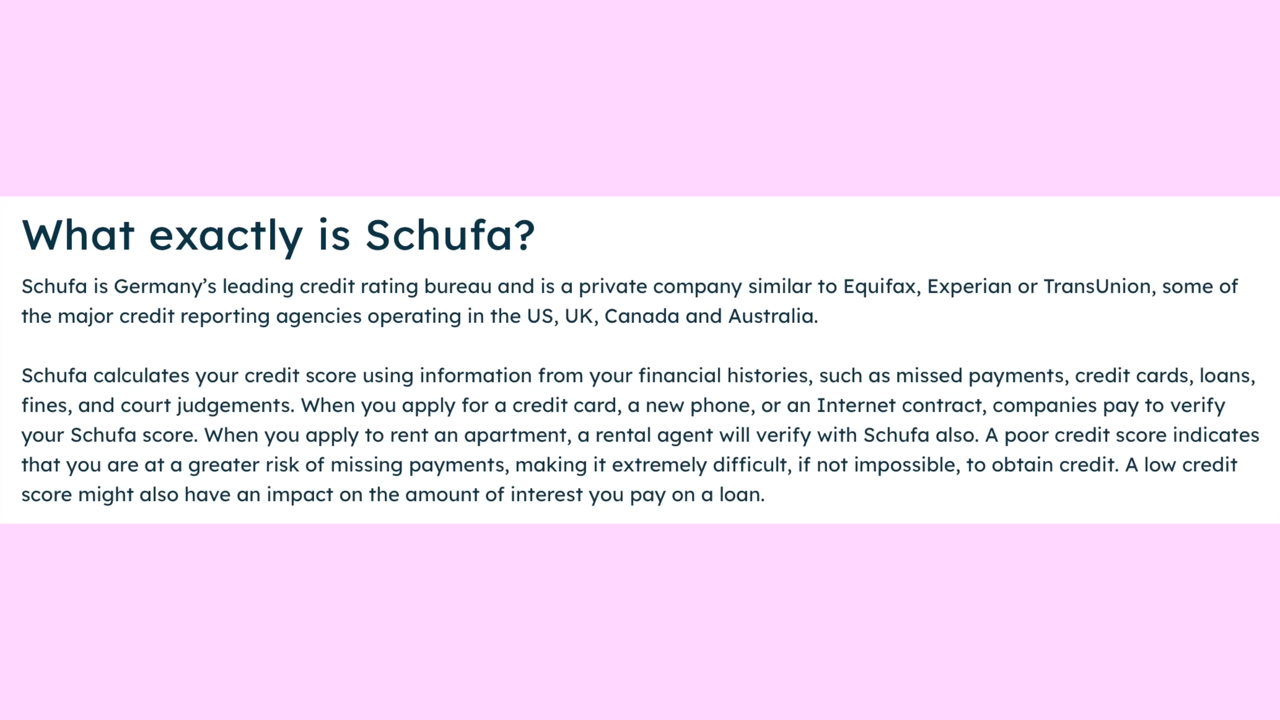 What exactly is Schufa?
Schufa is Germany’s leading credit rating bureau and is a private company similar to Equifax, Experian or TransUnion, some of
the major credit reporting agencies operating in the US, UK, Canada and Australia.
Schufa calculates your credit score using information from your financial histories, such as missed payments, credit cards, loans,
fines, and court judgements. When you apply for a credit card, a new phone, or an Internet contract, companies pay to verify
your Schufa score. When you apply to rent an apartment, a rental agent will verify with Schufa also. A poor credit score indicates
that you are at a greater risk of missing payments, making it extremely difficult, if not impossible, to obtain credit. A low credit
score might also have an impact on the amount of interest you pay on a loan.